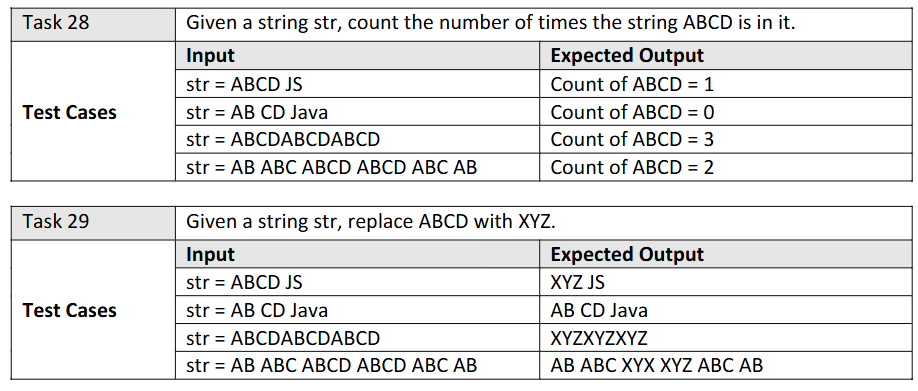 Task 28 Given a string str, count the number of times the string ABCD is in it.
Input Expected Output
str = ABCD JS Count of ABCD = 1
Test Cases str = AB CD Java Count of ABCD = 0
str = ABCDABCDABCD Count of ABCD = 3
str = AB ABC ABCD ABCD ABC AB Count of ABCD = 2
Task 29 Given a string str, replace ABCD with XYZ.
Input Expected Output
str = ABCD JS XYZ JS
Test Cases str = AB CD Java AB CD Java
str = ABCDABCDABCD XYZXYZXYZ
str = AB ABC ABCD ABCD ABC AB AB ABC XYX XYZ ABC AB